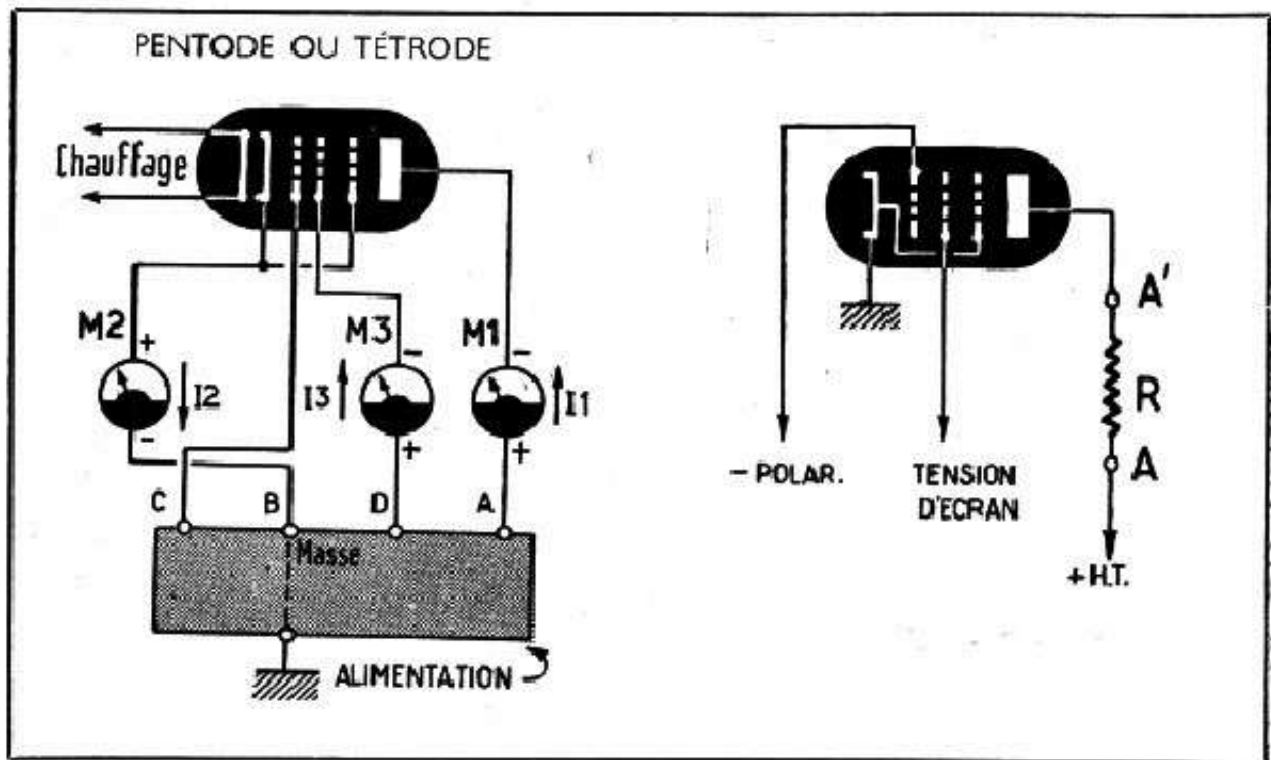 PENTODE OU TÉTRODE
Chauffage
M2
+
I2
-
M3
-
I3
+
M1
-
I1
+
C
B
D
A
Masse
ALIMENTATION
- POLAR.
TENSION
D'ECRAN
A'
R
A
+ H.T.